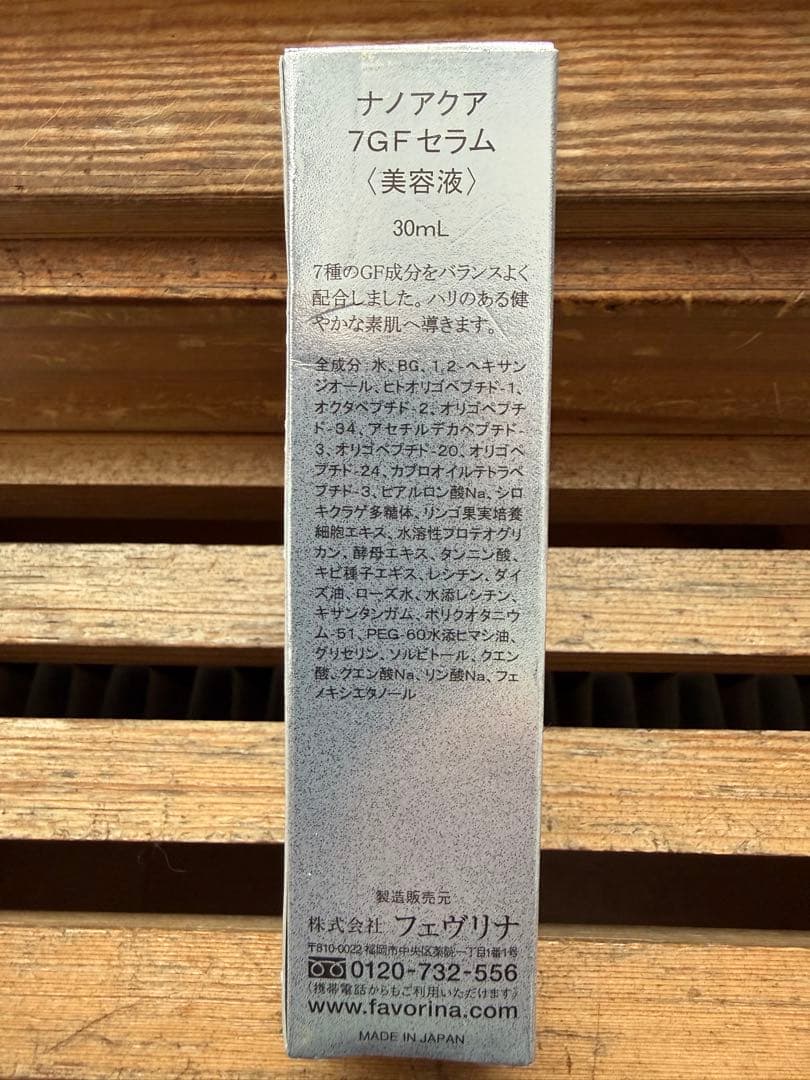 ナノアクア
7GFセラム
〈美容液〉
30mL
7種のGF成分をバランスよく
配合しました。ハリのある健
やかな素肌へ導きます。
全成分:水、BG、1,2-ヘキサン
ジオール、ヒトオリゴペプチド-1、
オクタペプチド-2、オリゴペプチ
ド-34、アセチルデカペプチド-
3、オリゴペプチド-20、オリゴ
ペプチド-24、カプロオイルテトラペ
プチド-3、ヒアルロン酸Na、シロ
キクラゲ多糖体、リンゴ果実培養
細胞エキス、水溶性プロテオグリ
カン、酵母エキス、タンニン酸、
キビ種子エキス、レシチン、ダイ
ズ油、ローズ水、水添レシチン、
キサンタンガム、ポリクオタニウ
ム-51、PEG-60水添ヒマシ油、
グリセリン、ソルビトール、クエン
酸、クエン酸Na、リン酸Na、フェ
ノキシエタノール
製造販売元
株式会社 フェヴリナ
〒810-0022 福岡市中央区薬院一丁目1番1号
0120-732-556
(携帯電話からもご利用いただけます)
www.favorina.com
MADE IN JAPAN